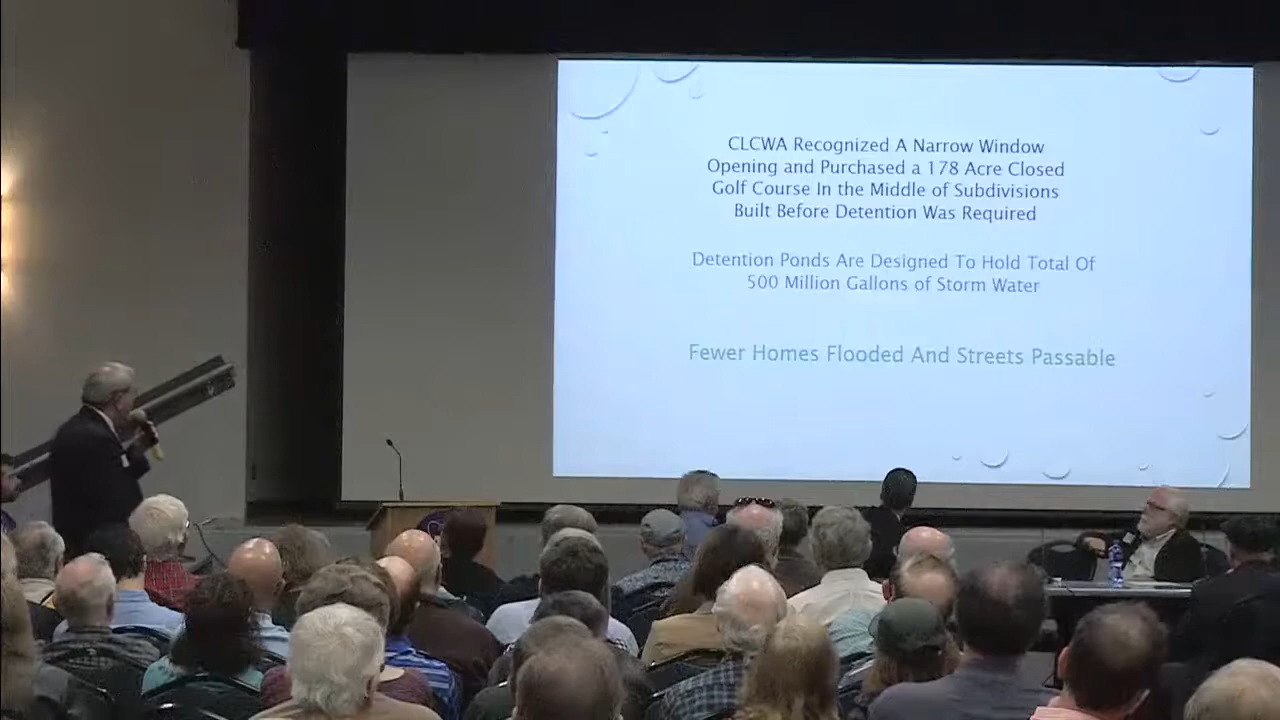 CLCWA Recognized A Narrow Window
Opening and Purchased a 178 Acre Closed
Golf Course In the Middle of Subdivisions
Built Before Detention Was Required
Detention Ponds Are Designed To Hold Total Of
500 Million Gallons of Storm Water
Fewer Homes Flooded And Streets Passable